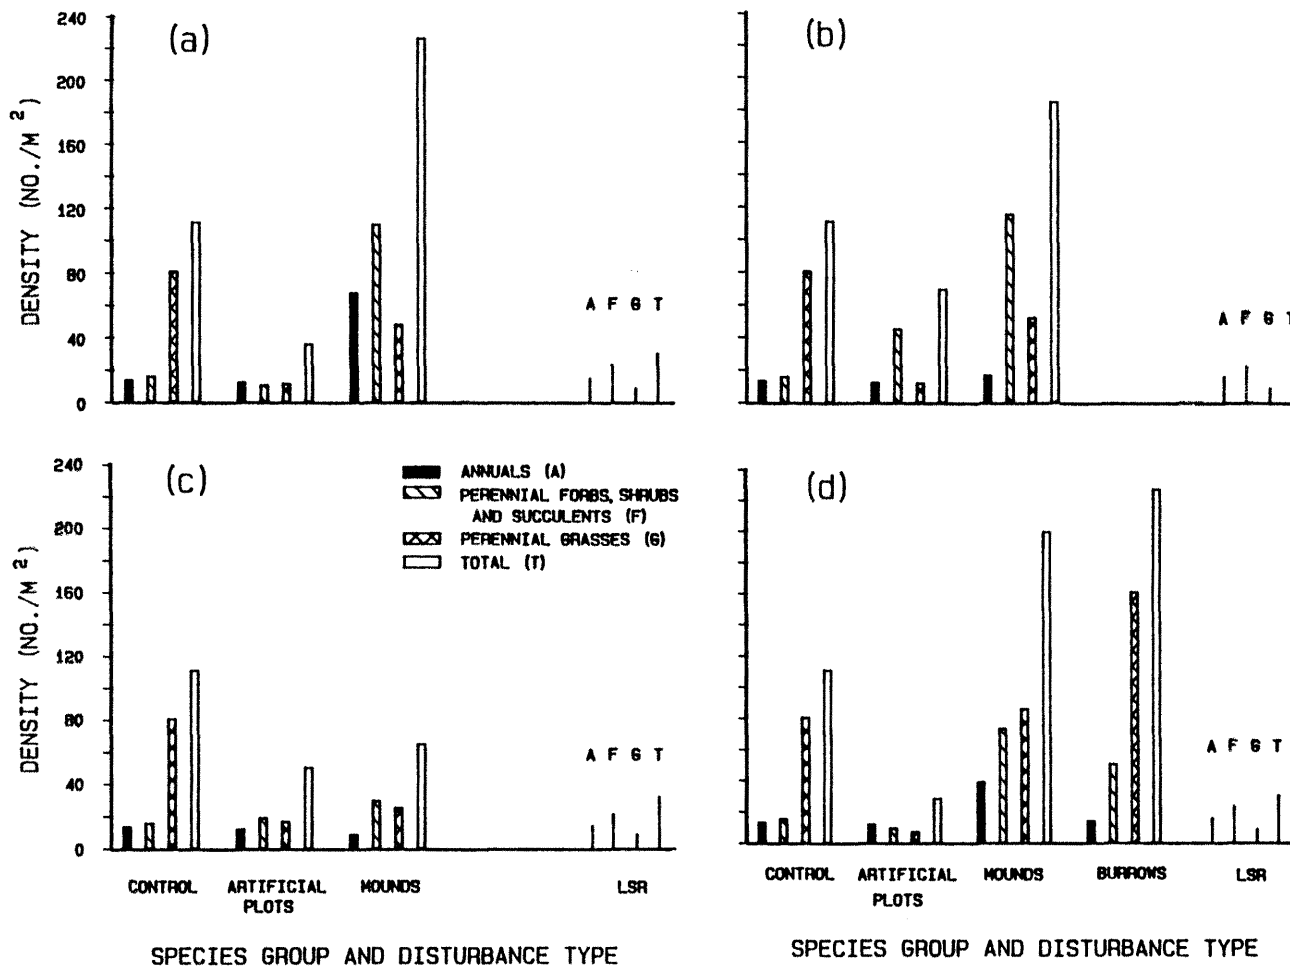 (a)
240
200
160
120
80
40
0
DENSITY (NO./M²)
A F G T
(b)
A F G T
(c)
240
200
160
120
80
40
0
DENSITY (NO./M²)
ANNUALS (A)
PERENNIAL FORBS, SHRUBS
AND SUCCULENTS (F)
PERENNIAL GRASSES (G)
TOTAL (T)
A F G T
CONTROL
ARTIFICIAL
PLOTS
MOUNDS
LSR
SPECIES GROUP AND DISTURBANCE TYPE
(d)
A F G T
CONTROL
ARTIFICIAL
PLOTS
MOUNDS
BURROWS
LSR
SPECIES GROUP AND DISTURBANCE TYPE